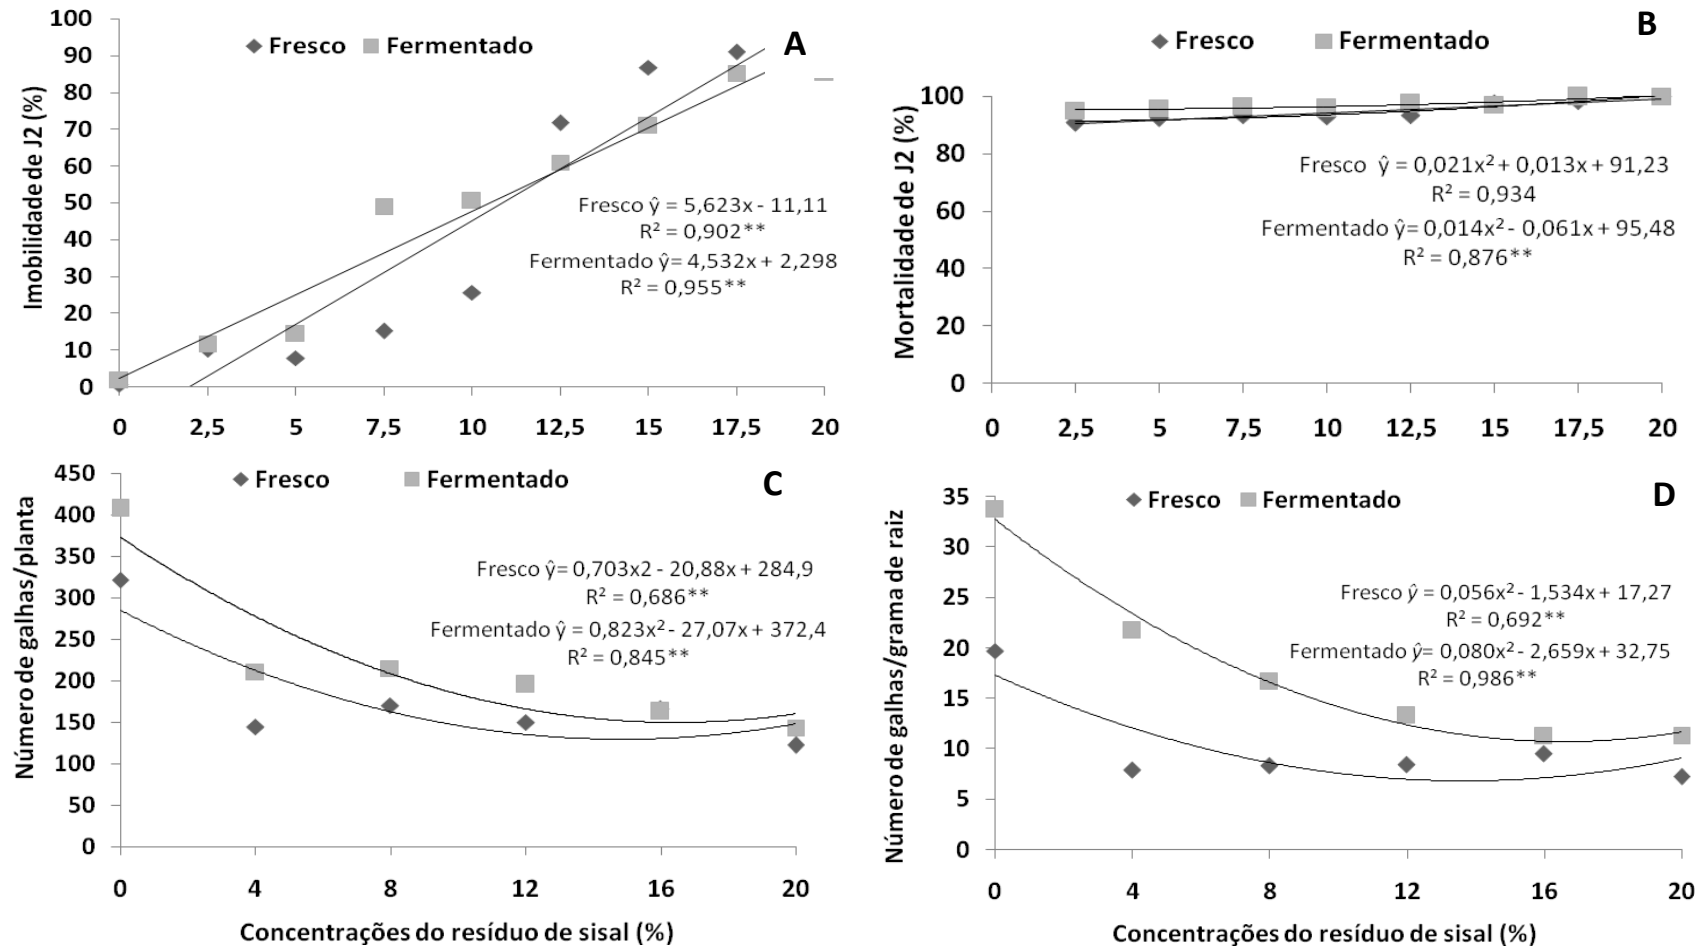 A
Fresco Fermentado
Imobilidade de J2 (%)
100
90
80
70
60
50
40
30
20
10
0
Fresco ŷ = 5,623x - 11,11
R² = 0,902**
Fermentado ŷ= 4,532x + 2,298
R² = 0,955**
0 2,5 5 7,5 10 12,5 15 17,5 20
B
Fresco Fermentado
Mortalidade de J2 (%)
100
80
60
40
20
0
Fresco ŷ = 0,021x² + 0,013x + 91,23
R² = 0,934
Fermentado ŷ= 0,014x² - 0,061x + 95,48
R² = 0,876**
0 2,5 5 7,5 10 12,5 15 17,5 20
C
Fresco Fermentado
Número de galhas/planta
450
400
350
300
250
200
150
100
50
0
Fresco ŷ= 0,703x2 - 20,88x + 284,9
R² = 0,686**
Fermentado ŷ = 0,823x² - 27,07x + 372,4
R² = 0,845**
0 4 8 12 16 20
Concentrações do resíduo de sisal (%)
D
Fresco Fermentado
Número de galhas/grama de raiz
35
30
25
20
15
10
5
0
Fresco ŷ = 0,056x² - 1,534x + 17,27
R² = 0,692**
Fermentado ŷ= 0,080x² - 2,659x + 32,75
R² = 0,986**
0 4 8 12 16 20
Concentrações do resíduo de sisal (%)